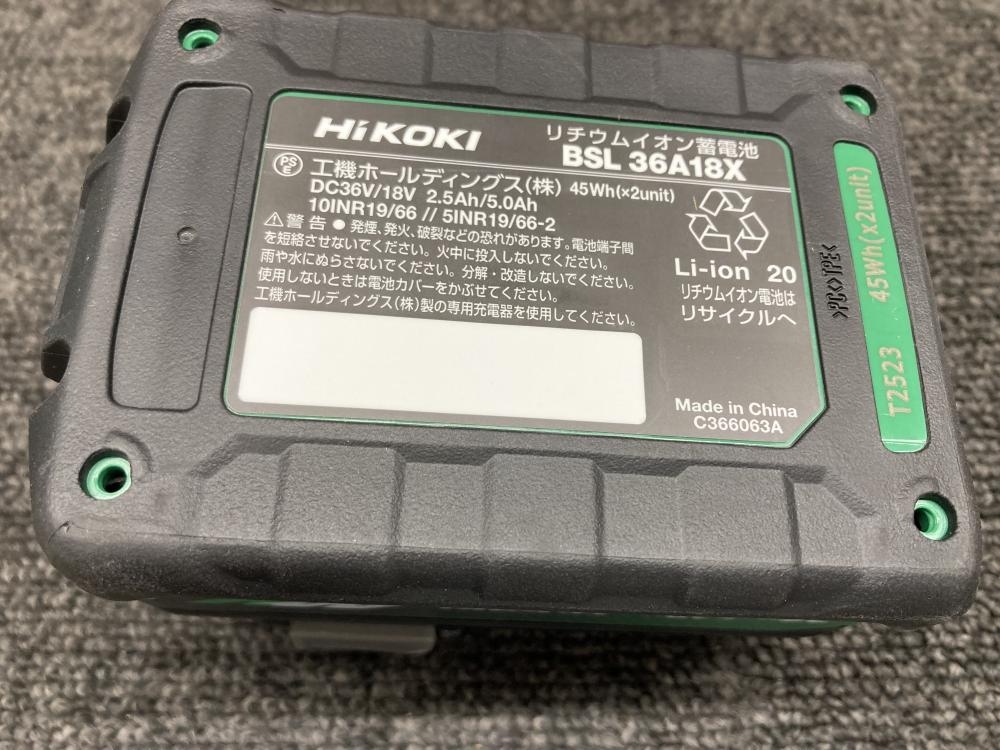 HiKOKI
リチウムイオン蓄電池
BSL 36A18X
PS
E
工機ホールディングス(株) 45Wh(×2unit)
DC36V/18V 2.5Ah/5.0Ah
10INR19/66 // 5INR19/66-2
⚠警告 ● 発煙、発火、破裂などの恐れがあります。電池端子間
を短絡させないでください。火中に投入しないでください。
雨や水にぬらさないでください。分解・改造しないでください。
使用しないときは電池カバーをかぶせてください。
工機ホールディングス(株)製の専用充電器を使用してください。
Li-ion 20
リチウムイオン電池は
リサイクルへ
Made in China
C366063A
>PC<>TPE<
T2523 45Wh(x2unit)